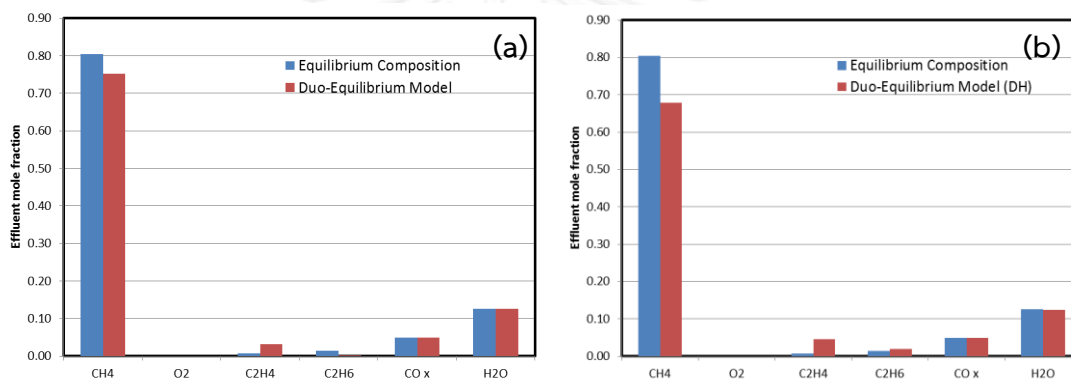 (a)
Effluent mole fraction
0.90
0.80
0.70
0.60
0.50
0.40
0.30
0.20
0.10
0.00
Equilibrium Composition
Duo-Equilibrium Model
CH4 O2 C2H4 C2H6 CO x H2O
(b)
Effluent mole fraction
0.90
0.80
0.70
0.60
0.50
0.40
0.30
0.20
0.10
0.00
Equilibrium Composition
Duo-Equilibrium Model (DH)
CH4 O2 C2H4 C2H6 CO x H2O